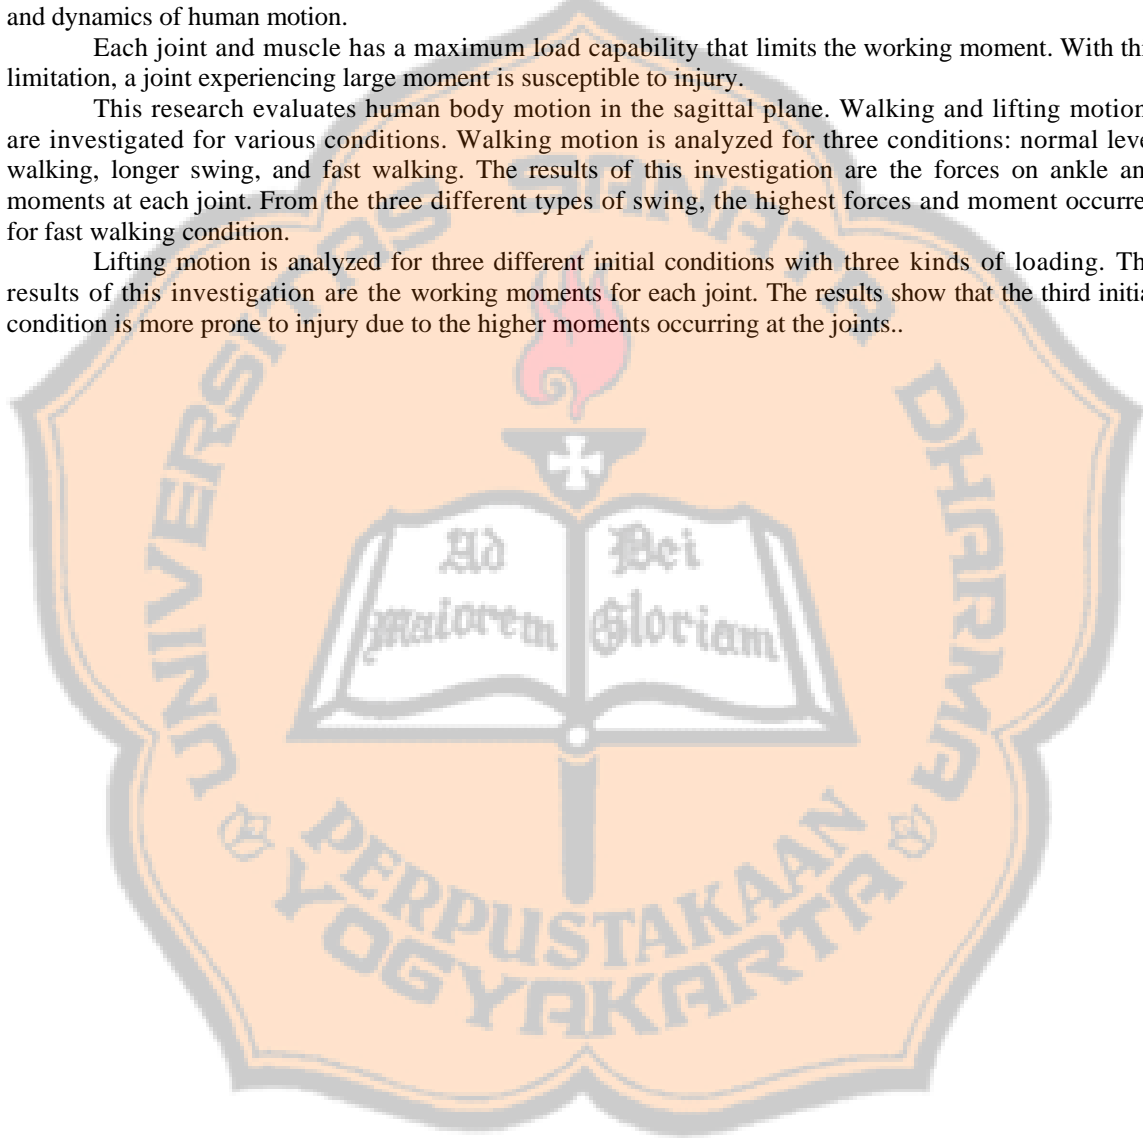 and dynamics of human motion.
Each joint and muscle has a maximum load capability that limits the working moment. With
limitation, a joint experiencing large moment is susceptible to injury.
This research evaluates human body motion in the sagittal plane. Walking and lifting motion
are investigated for various conditions. Walking motion is analyzed for three conditions: normal
walking, longer swing, and fast walking. The results of this investigation are the forces on ankle
moments at each joint. From the three different types of swing, the highest forces and moment
for fast walking condition.
Lifting motion is analyzed for three different initial conditions with three kinds of loading.
results of this investigation are the working moments for each joint. The results show that the third
condition is more prone to injury due to the higher moments occurring at the joints..
UNIVERSITAS SANATA DHARMA
Ad Dei
Maiorem Gloriam
PERPUSTAKAAN
YOGYAKARTA